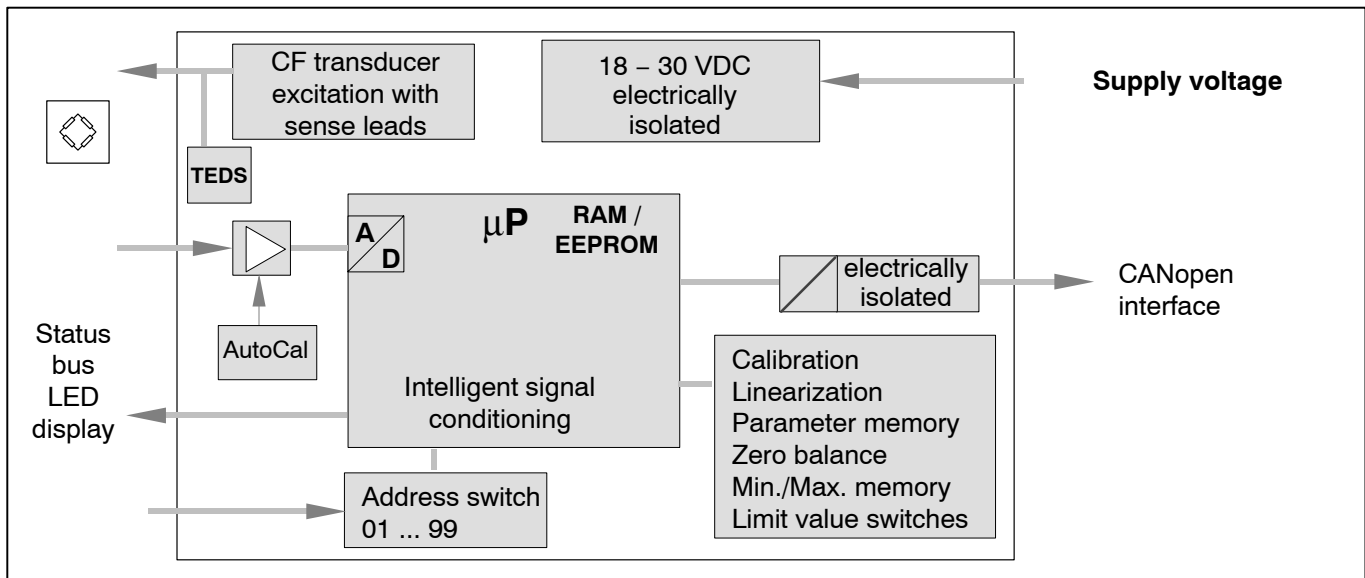 CF transducer
excitation with
sense leads
18 – 30 VDC
electrically
isolated
Supply voltage
TEDS
A
D
μP
RAM /
EEPROM
electrically
isolated
CANopen
interface
Status
bus
LED
display
AutoCal
Intelligent signal
conditioning
Calibration
Linearization
Parameter memory
Zero balance
Min./Max. memory
Limit value switches
Address switch
01 ... 99